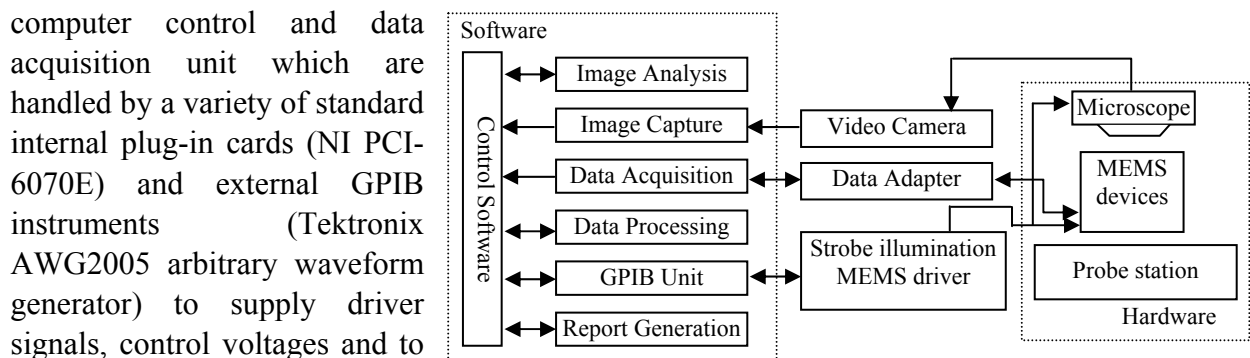 computer control and data
acquisition unit which are
handled by a variety of standard
internal plug-in cards (NI PCI-
6070E) and external GPIB
instruments (Tektronix
AWG2005 arbitrary waveform
generator) to supply driver
signals, control voltages and to
Software
Control Software
Image Analysis
Image Capture
Data Acquisition
Data Processing
GPIB Unit
Report Generation
Video Camera
Data Adapter
Strobe illumination
MEMS driver
Microscope
MEMS
devices
Probe station
Hardware